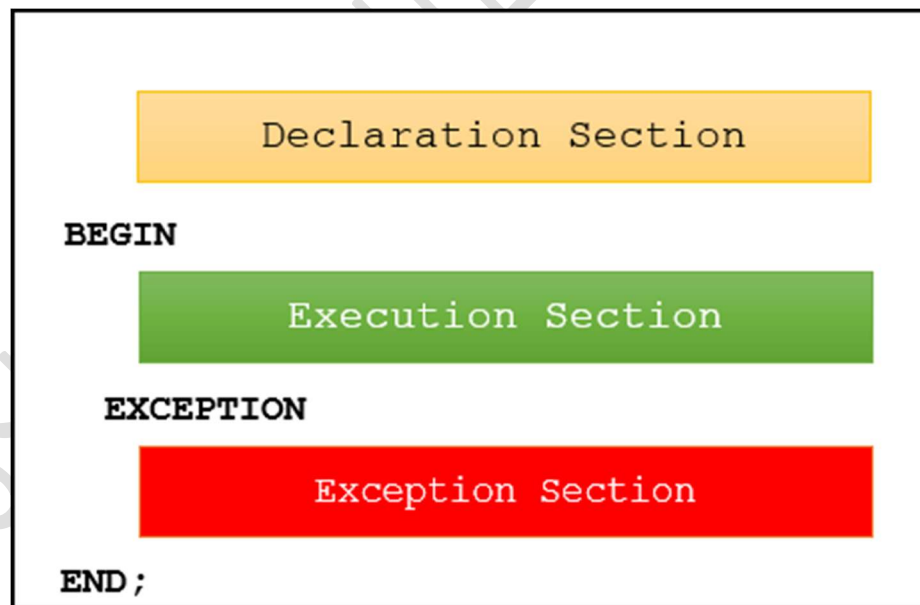 Declaration Section
BEGIN
Execution Section
EXCEPTION
Exception Section
END;